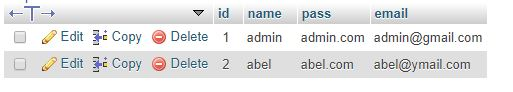 id name pass email
Edit Copy Delete 1 admin admin.com admin@gmail.com
Edit Copy Delete 2 abel abel.com abel@ymail.com